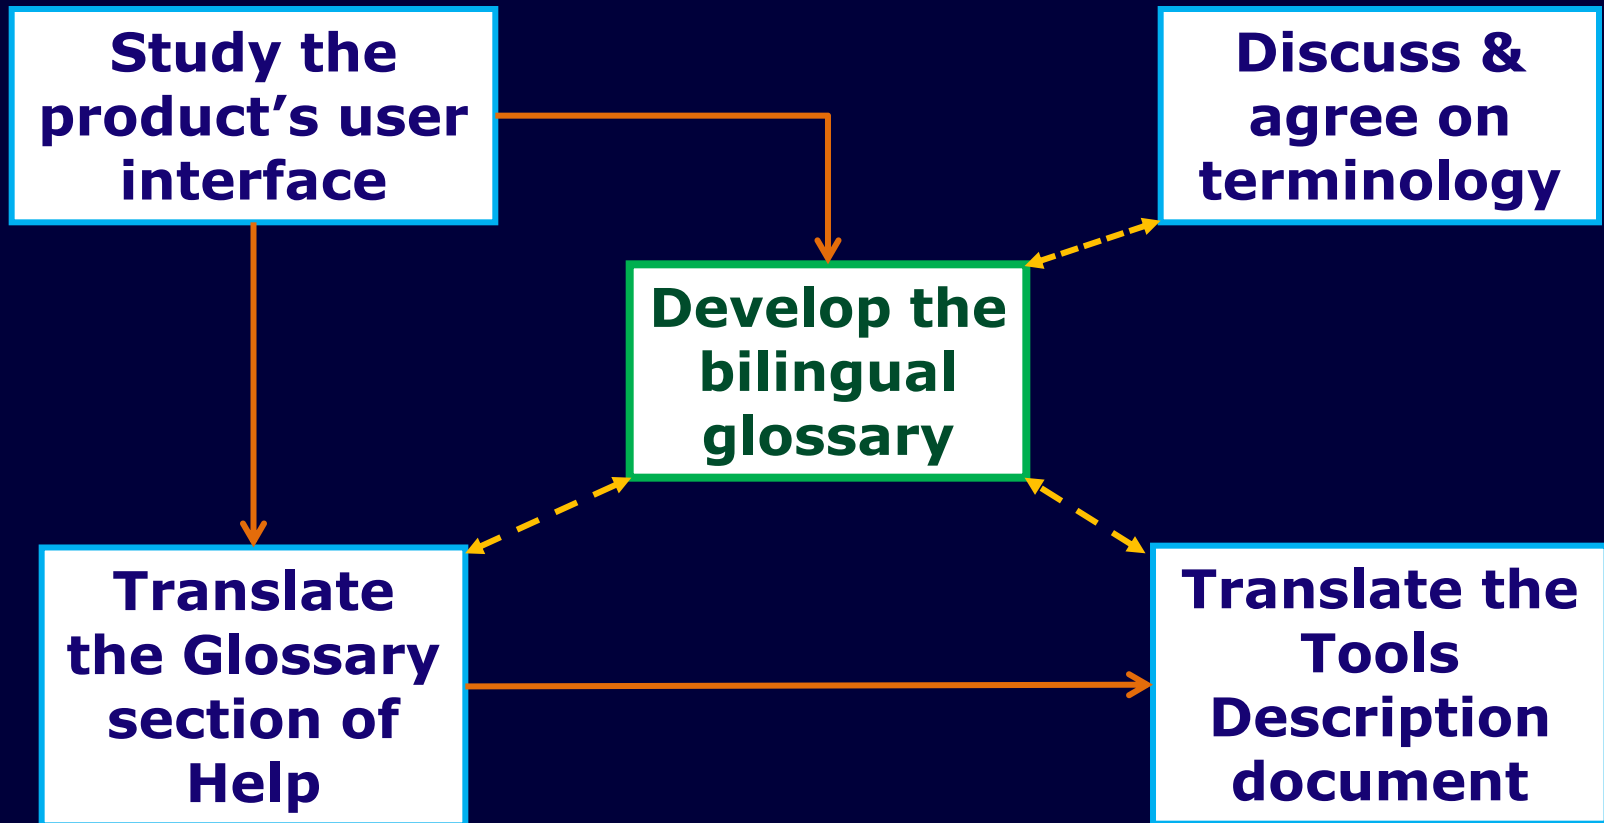 Study the
product’s user
interface
Discuss &
agree on
terminology
Develop the
bilingual
glossary
Translate
the Glossary
section of
Help
Translate the
Tools
Description
document